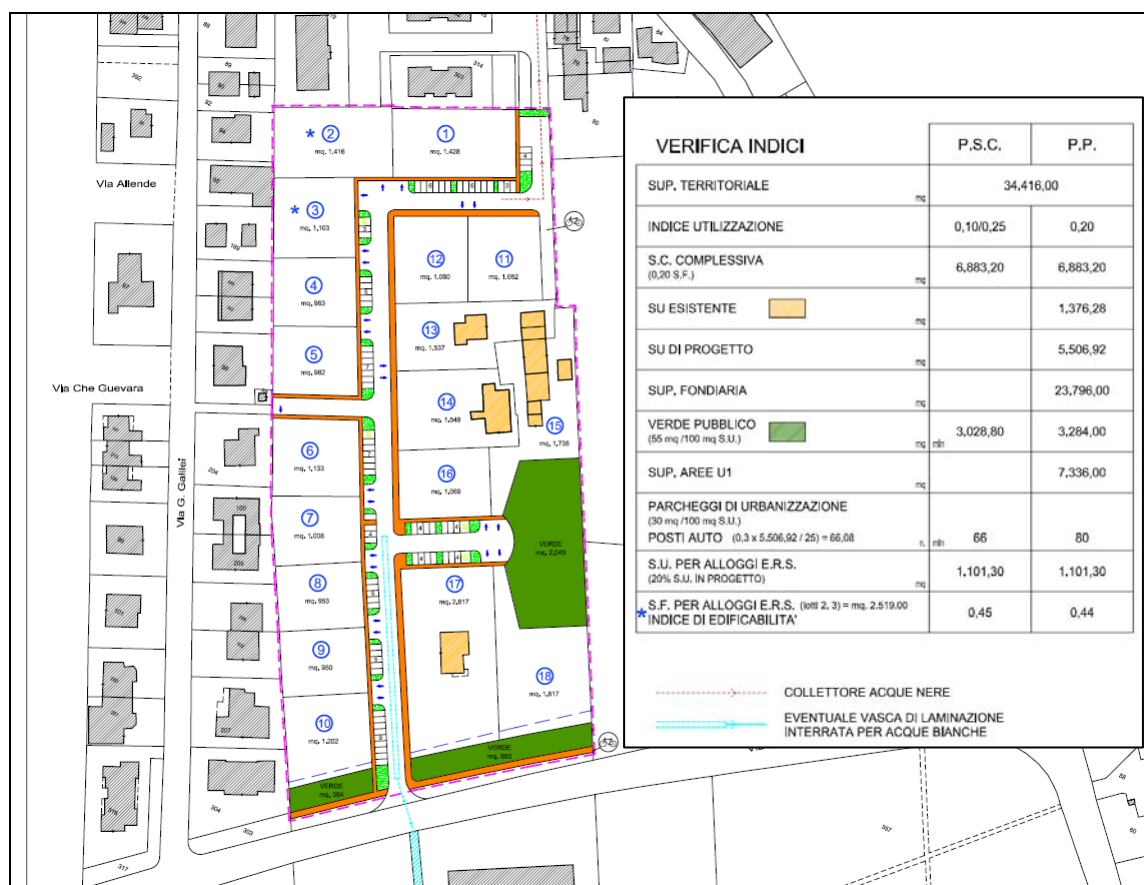 Via Allende
Via Che Guevara
Via G. Galilei
* 2
mq. 1.416
1
mq. 1.428
* 3
mq. 1.103
4
mq. 983
5
mq. 982
6
mq. 1.133
7
mq. 1.008
8
mq. 953
9
mq. 950
10
mq. 1.202
12
mq. 1.080
11
mq. 1.052
13
mq. 1.537
14
mq. 1.548
15
mq. 1.738
16
mq. 1.069
17
mq. 2.817
18
mq. 1.917
VERDE
mq. 2.043
VERDE
VERDE
mq. 394
VERIFICA INDICI P.S.C. P.P.
SUP. TERRITORIALE mq 34.416,00
INDICE UTILIZZAZIONE 0,10/0,25 0,20
S.C. COMPLESSIVA
(0,20 S.F.) mq 6.883,20 6.883,20
SU ESISTENTE mq 1.376,28
SU DI PROGETTO mq 5.506,92
SUP. FONDIARIA mq 23.796,00
VERDE PUBBLICO
(55 mq /100 mq S.U.) mq min 3.028,80 3.284,00
SUP. AREE U1 mq 7.336,00
PARCHEGGI DI URBANIZZAZIONE
(30 mq /100 mq S.U.)
POSTI AUTO (0,3 x 5.506,92 / 25) = 66,08 n. min 66 80
S.U. PER ALLOGGI E.R.S.
(20% S.U. IN PROGETTO) mq 1.101,30 1.101,30
* S.F. PER ALLOGGI E.R.S. (lotti 2, 3) = mq. 2.519.00
INDICE DI EDIFICABILITA' 0,45 0,44
COLLETTORE ACQUE NERE
EVENTUALE VASCA DI LAMINAZIONE
INTERRATA PER ACQUE BIANCHE
204
207
304
303
317
357